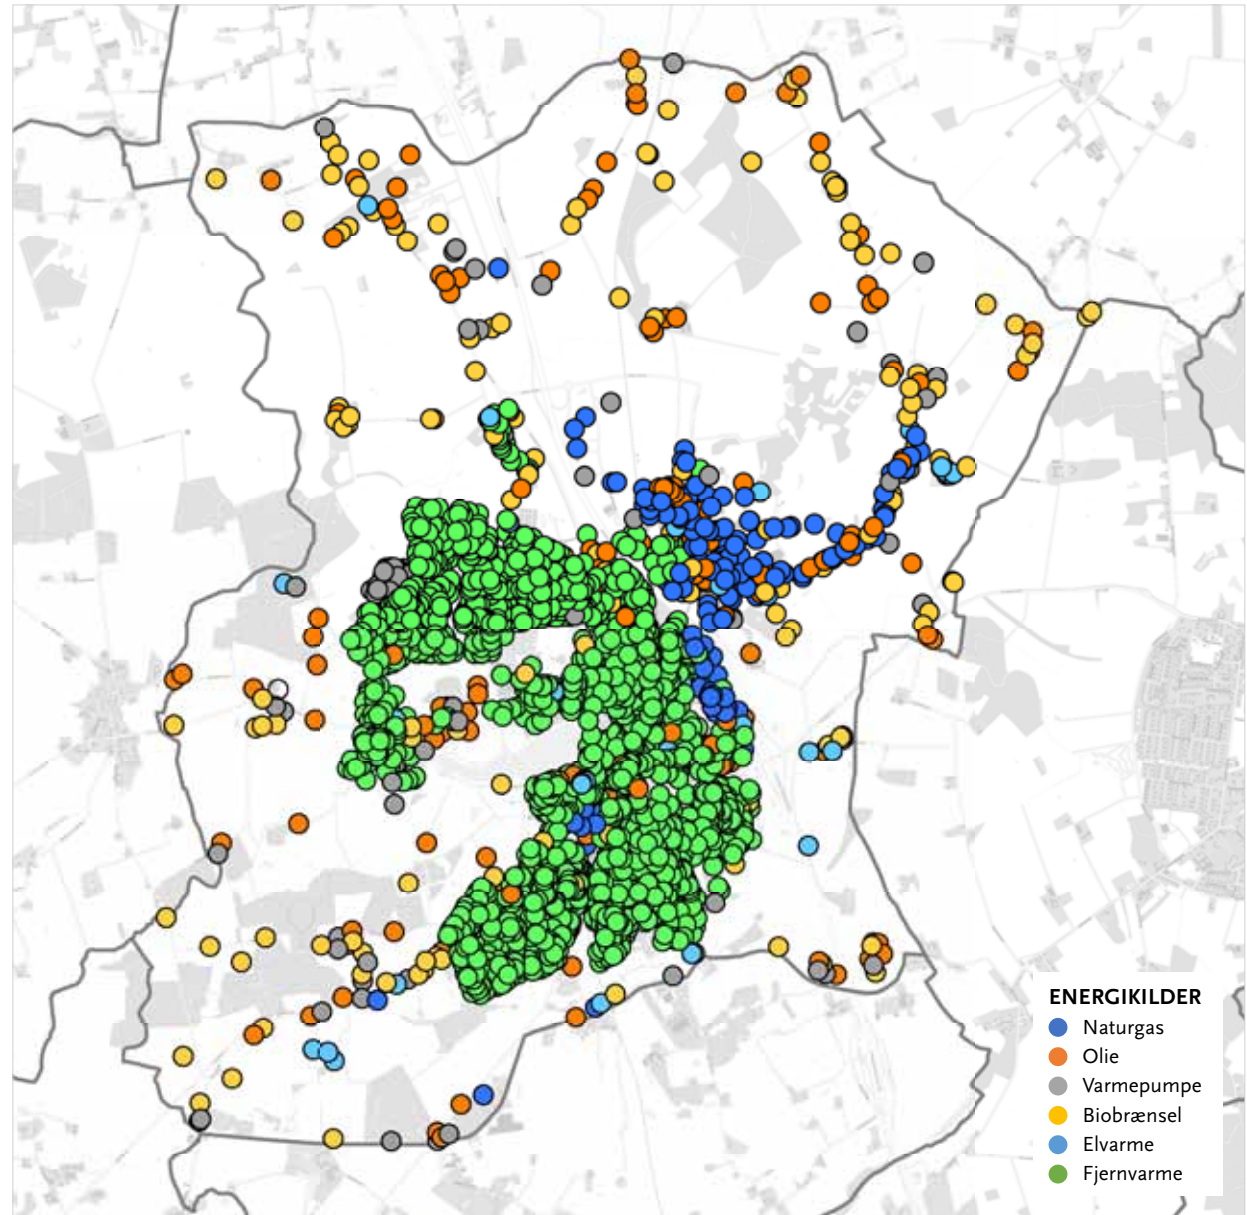 ENERGIKILDER
Naturgas
Olie
Varmepumpe
Biobrænsel
Elvarme
Fjernvarme